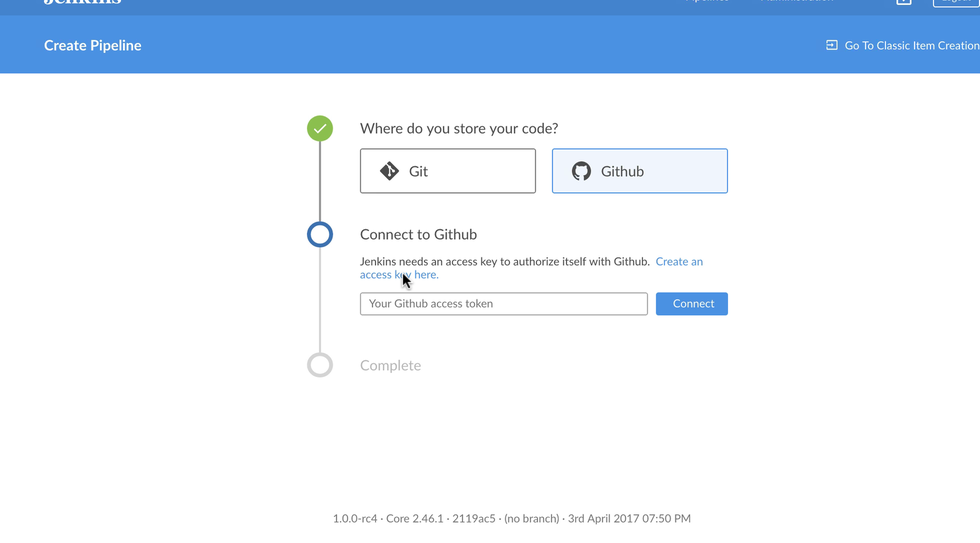 Jenkins
Create Pipeline
Go To Classic Item Creation
Where do you store your code?
Git
Github
Connect to Github
Jenkins needs an access key to authorize itself with Github. Create an
access key here.
Your Github access token
Connect
Complete
1.0.0-rc4 · Core 2.46.1 · 2119ac5 · (no branch) · 3rd April 2017 07:50 PM